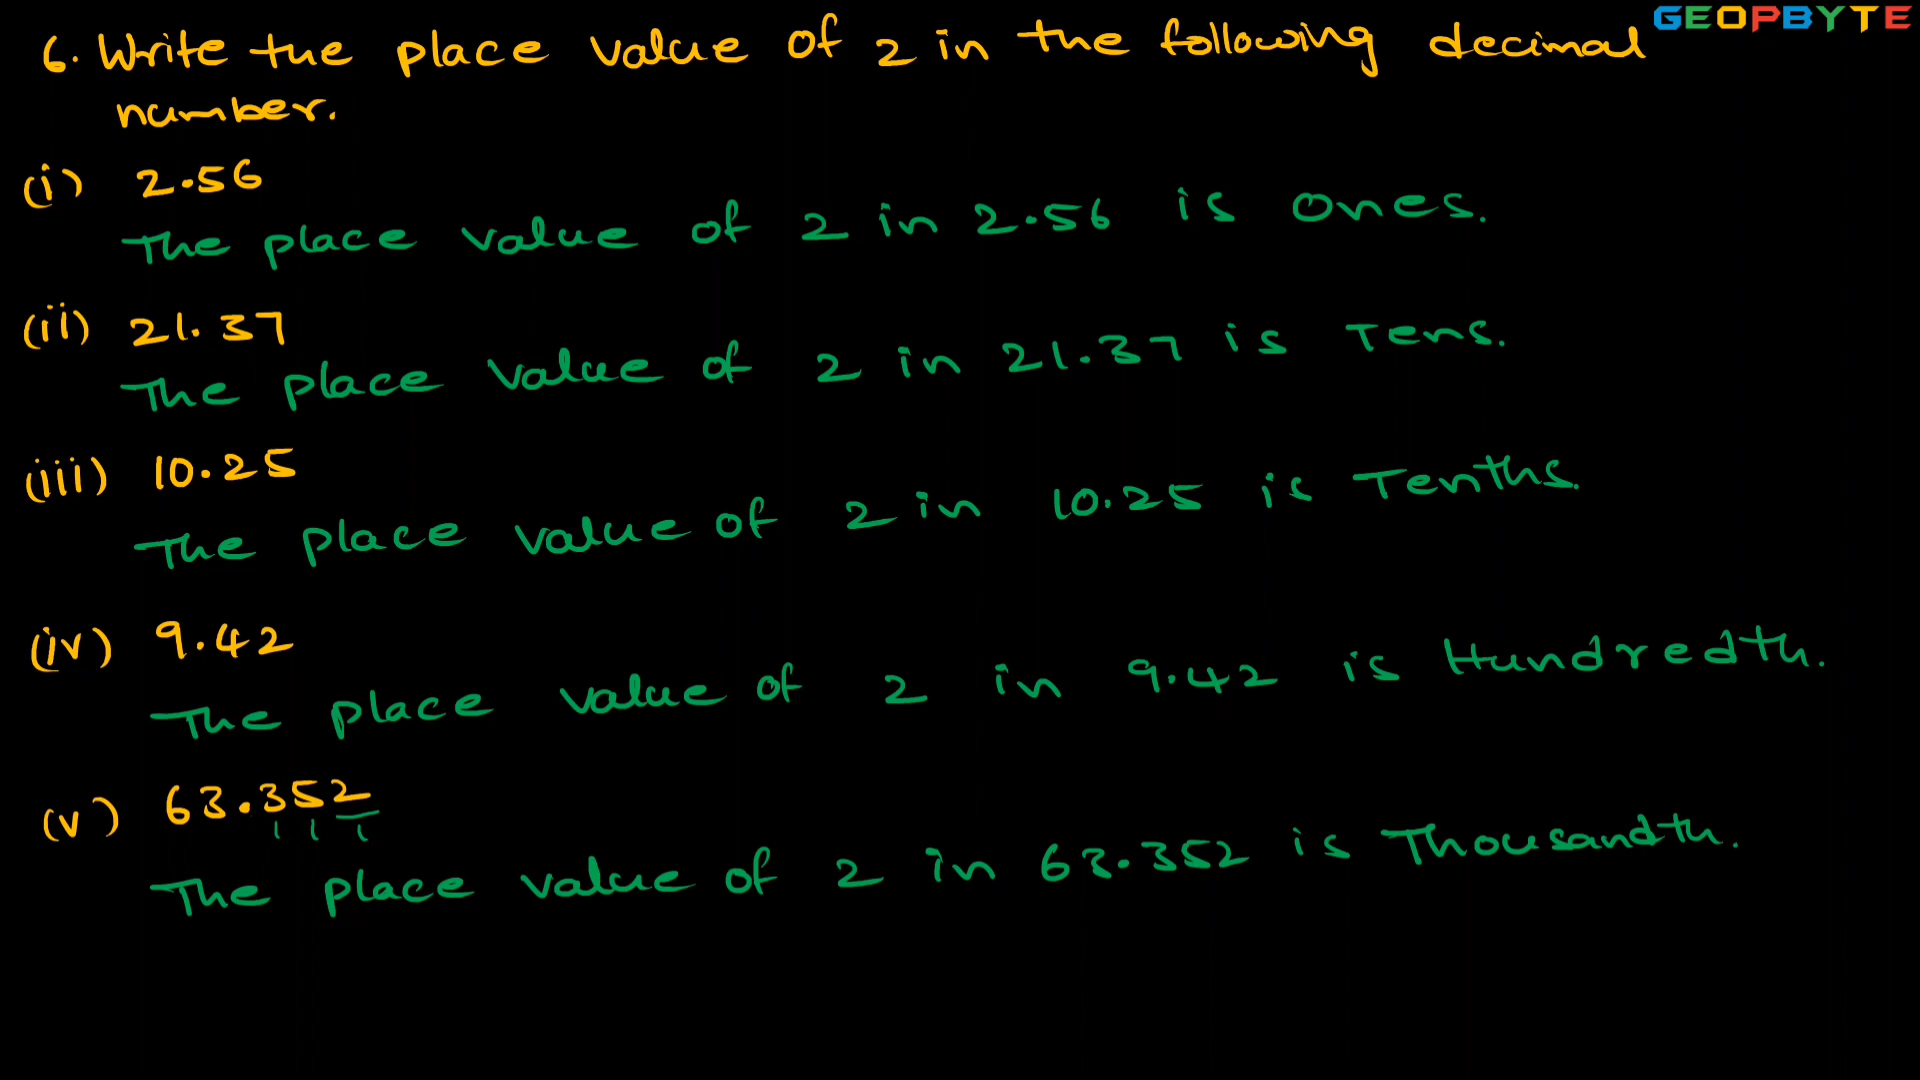 6. Write the place value of 2 in the following decimal GEOPBYTE
number.
(i) 2.56
The place value of 2 in 2.56 is ones.
(ii) 21.37
The place value of 2 in 21.37 is Tens.
(iii) 10.25
The place value of 2 in 10.25 is Tenths.
(iv) 9.42
The place value of 2 in 9.42 is Hundredth.
(v) 63.352
The place value of 2 in 63.352 is Thousandth.